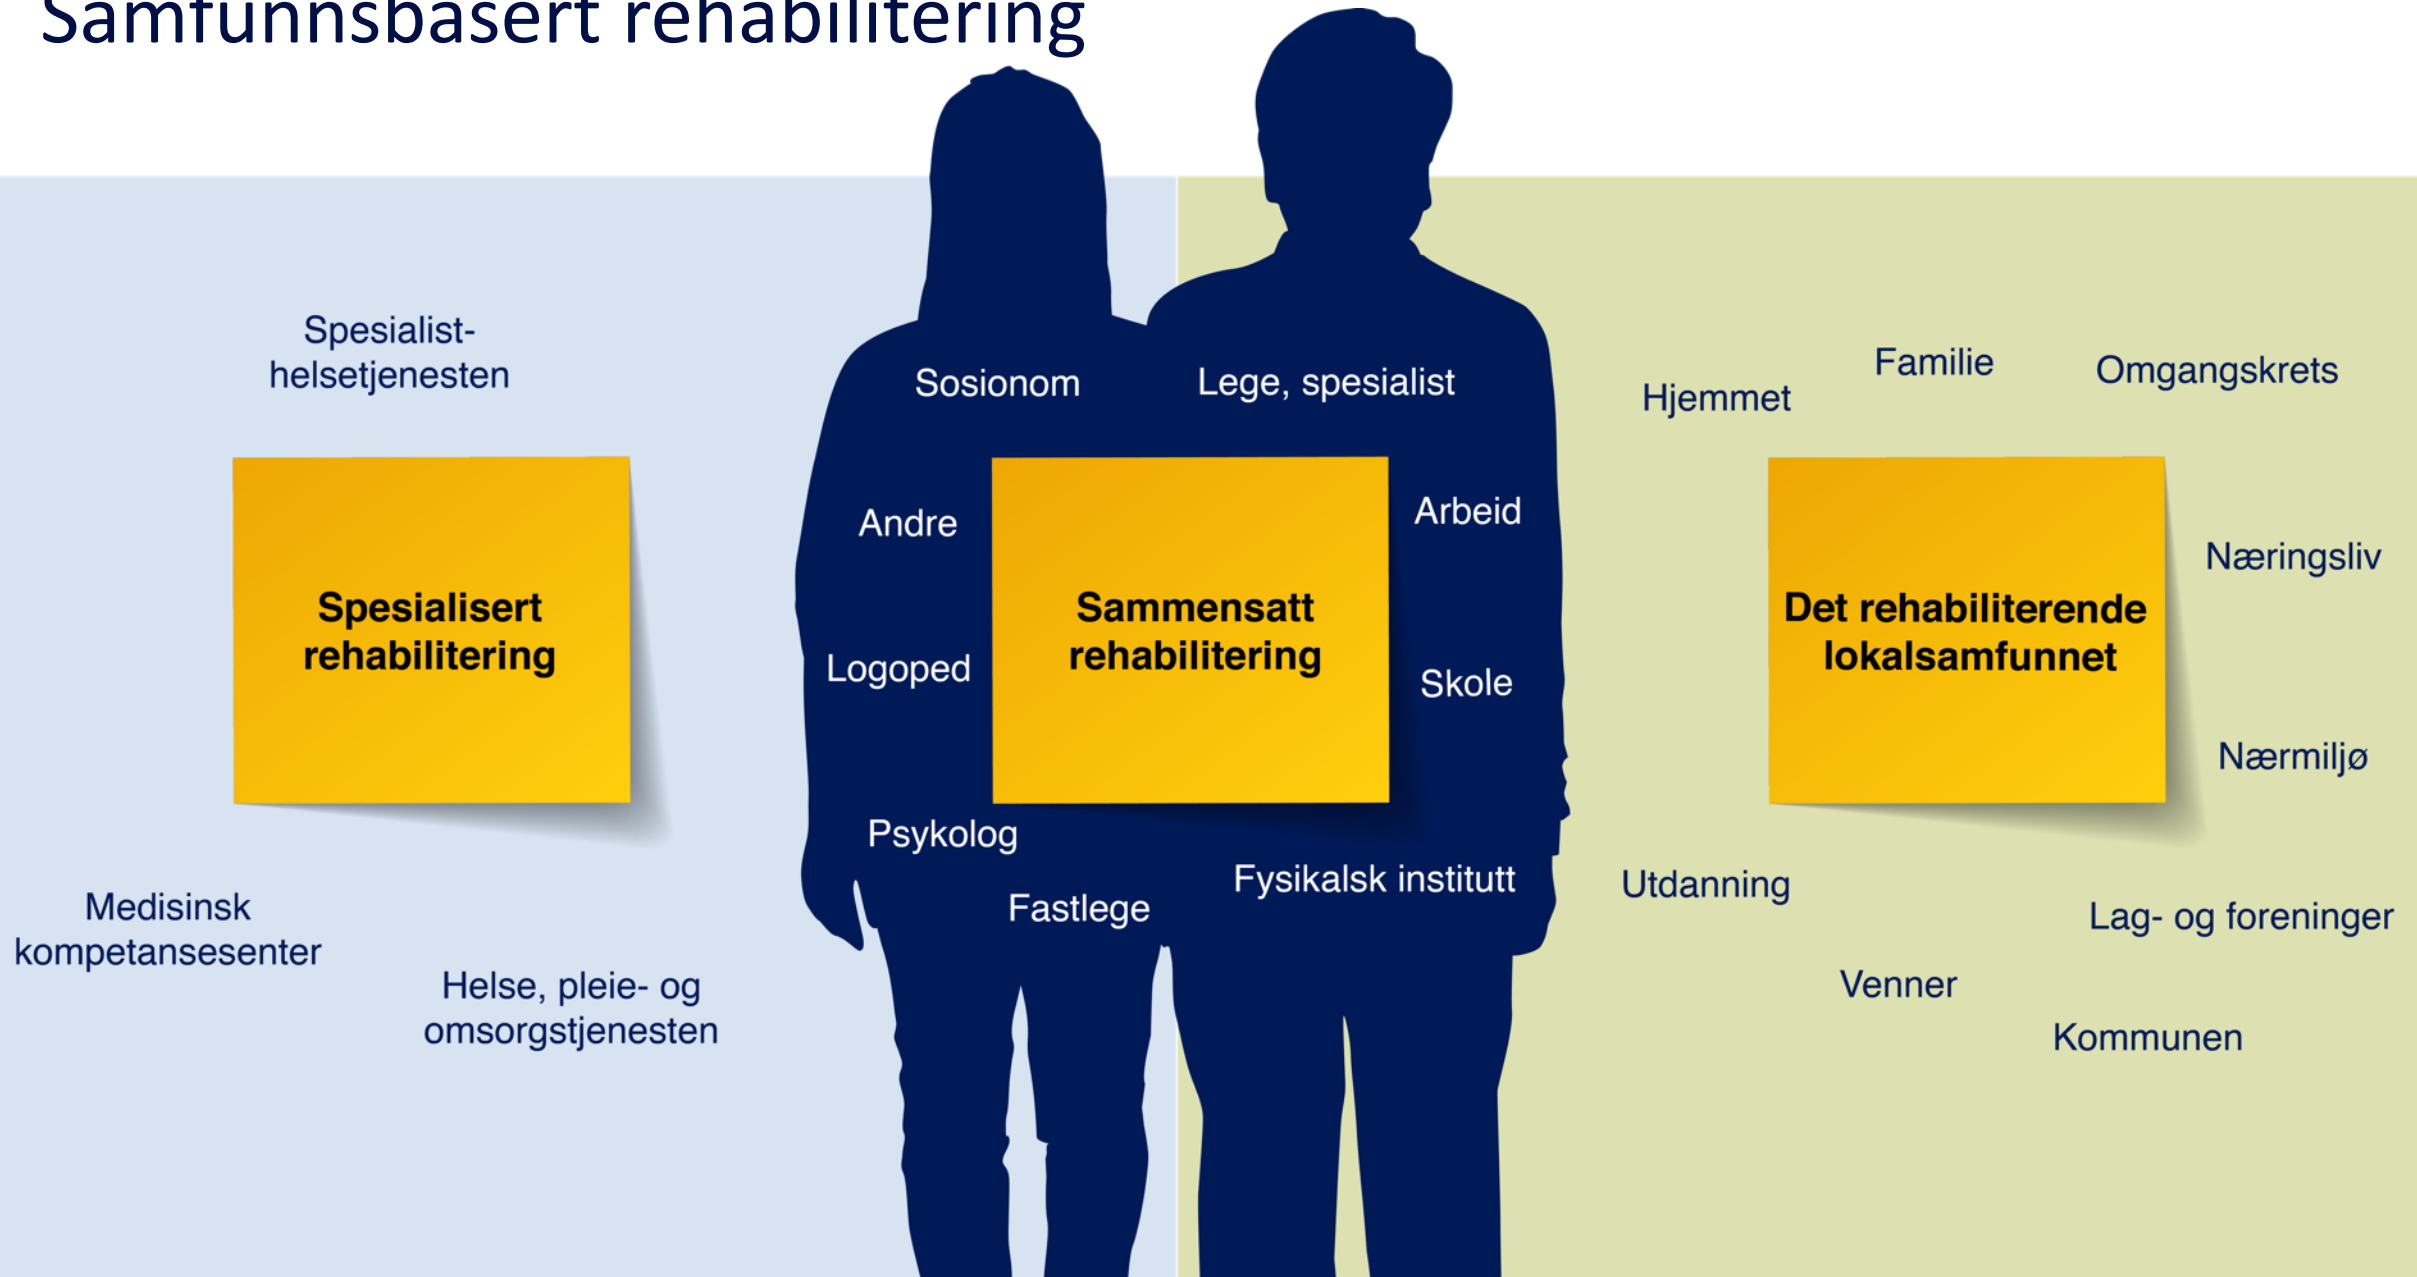 Samfunnsbasert rehabilitering
Spesialist-
helsetjenesten
Spesialisert
rehabilitering
Medisinsk
kompetansesenter
Helse, pleie- og
omsorgstjenesten
Sosionom
Lege, spesialist
Andre
Arbeid
Sammensatt
rehabilitering
Logoped
Skole
Psykolog
Fysikalsk institutt
Fastlege
Familie
Omgangskrets
Hjemmet
Næringsliv
Det rehabiliterende
lokalsamfunnet
Nærmiljø
Utdanning
Lag- og foreninger
Venner
Kommunen